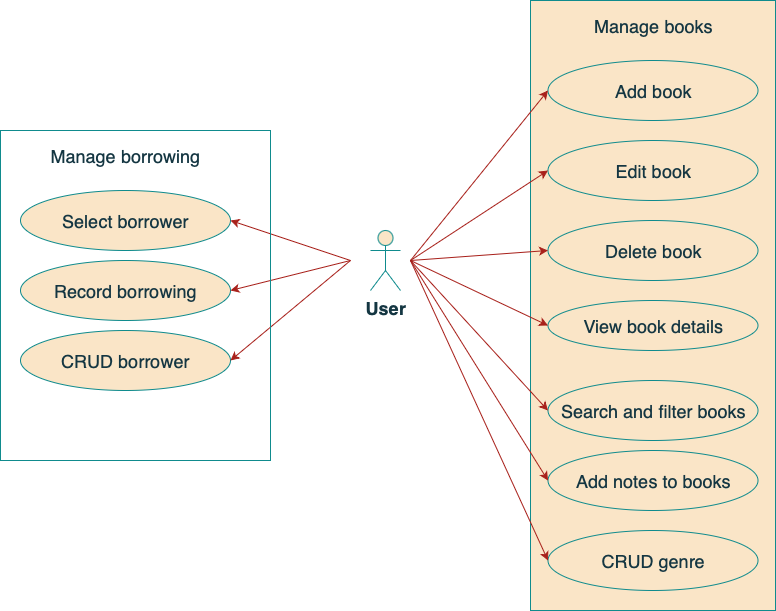 Manage books
Add book
Edit book
Delete book
View book details
Search and filter books
Add notes to books
CRUD genre
Manage borrowing
Select borrower
Record borrowing
CRUD borrower
User